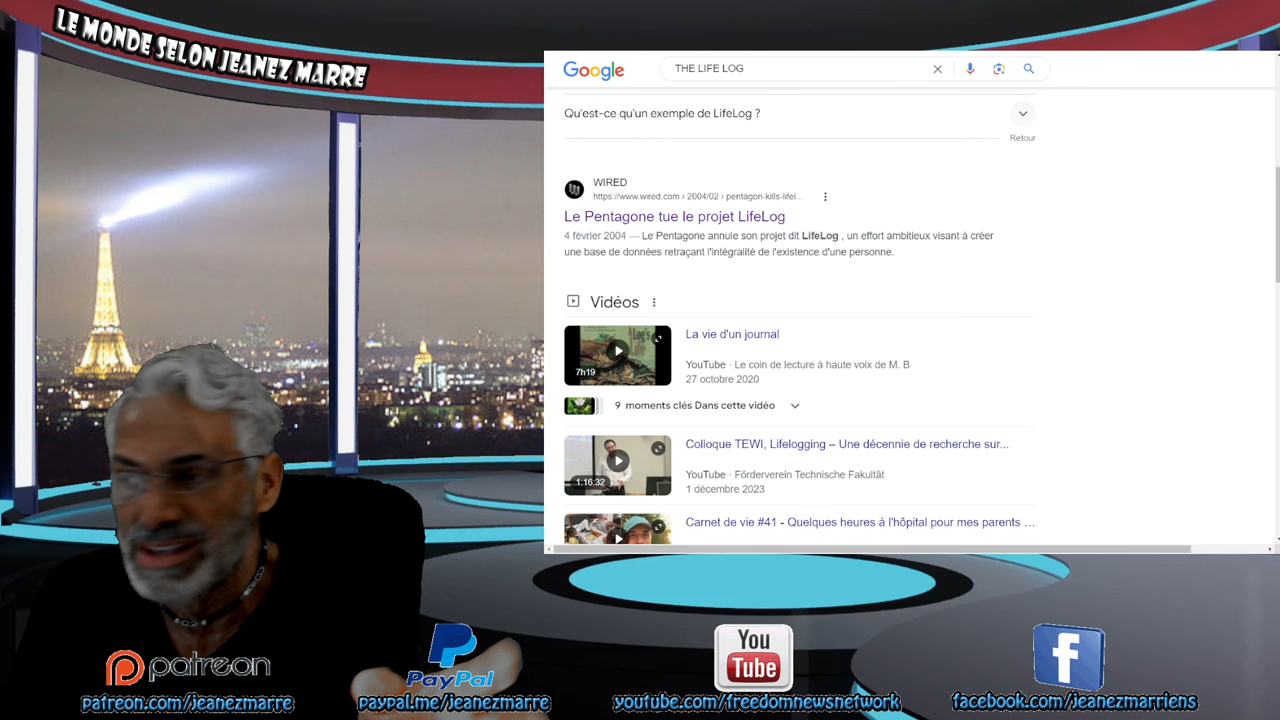 LE MONDE SELON JEANEZ MARRE
Google
THE LIFE LOG
Qu'est-ce qu'un exemple de LifeLog ?
Retour
WIRED
https://www.wired.com › 2004/02 › pentagon-kills-lifel...
Le Pentagone tue le projet LifeLog
4 février 2004 — Le Pentagone annule son projet dit LifeLog , un effort ambitieux visant à créer
une base de données retraçant l'intégralité de l'existence d'une personne.
Vidéos
La vie d'un journal
7h19
YouTube · Le coin de lecture à haute voix de M. B
27 octobre 2020
9 moments clés Dans cette vidéo
Colloque TEWI, Lifelogging – Une décennie de recherche sur...
1:16:32
YouTube · Förderverein Technische Fakultät
1 décembre 2023
Carnet de vie #41 - Quelques heures à l'hôpital pour mes parents ...
patreon
PayPal
You
Tube
patreon.com/jeanezmarre
paypal.me/jeanezmarre
youtube.com/freedomnewsnetwork
facebook.com/jeanezmarriens